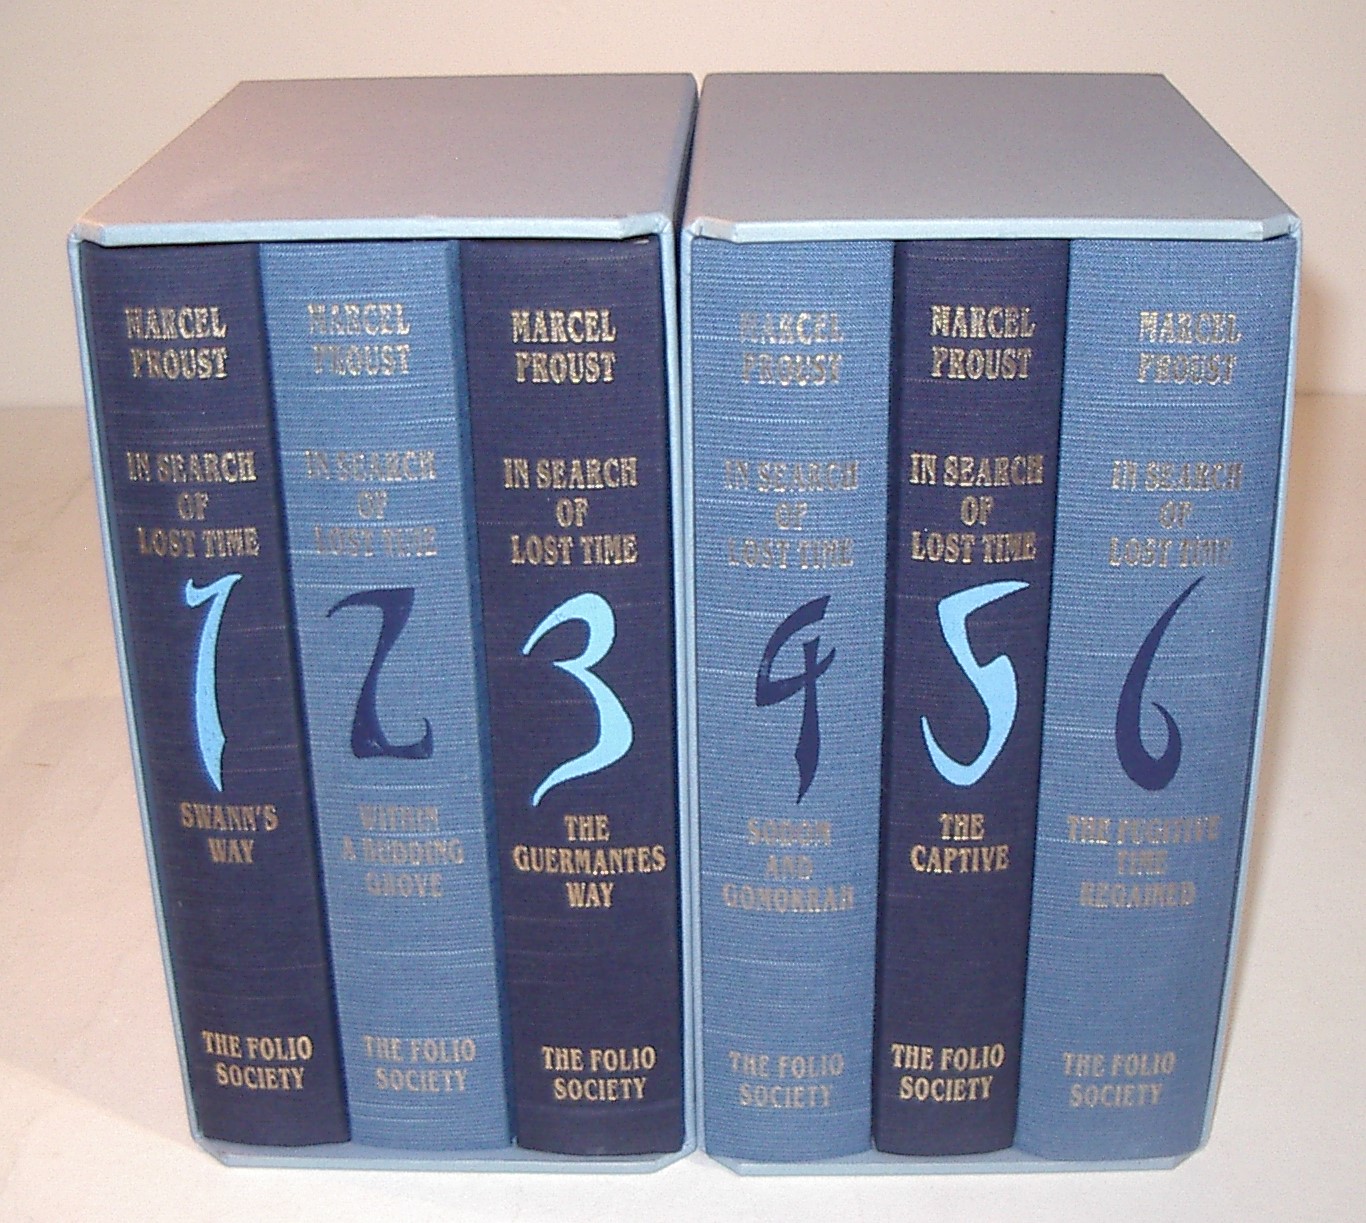 MARCEL
PROUST
IN SEARCH
OF
LOST TIME
1
SWANN'S
WAY
THE FOLIO
SOCIETY
MARCEL
PROUST
IN SEARCH
OF
LOST TIME
2
WITHIN
A BUDDING
GROVE
THE FOLIO
SOCIETY
MARCEL
PROUST
IN SEARCH
OF
LOST TIME
3
THE
GUERMANTES
WAY
THE FOLIO
SOCIETY
MARCEL
PROUST
IN SEARCH
OF
LOST TIME
4
SODOM
AND
GOMORRAH
THE FOLIO
SOCIETY
MARCEL
PROUST
IN SEARCH
OF
LOST TIME
5
THE
CAPTIVE
THE FOLIO
SOCIETY
MARCEL
PROUST
IN SEARCH
OF
LOST TIME
6
THE FUGITIVE
TIME
REGAINED
THE FOLIO
SOCIETY